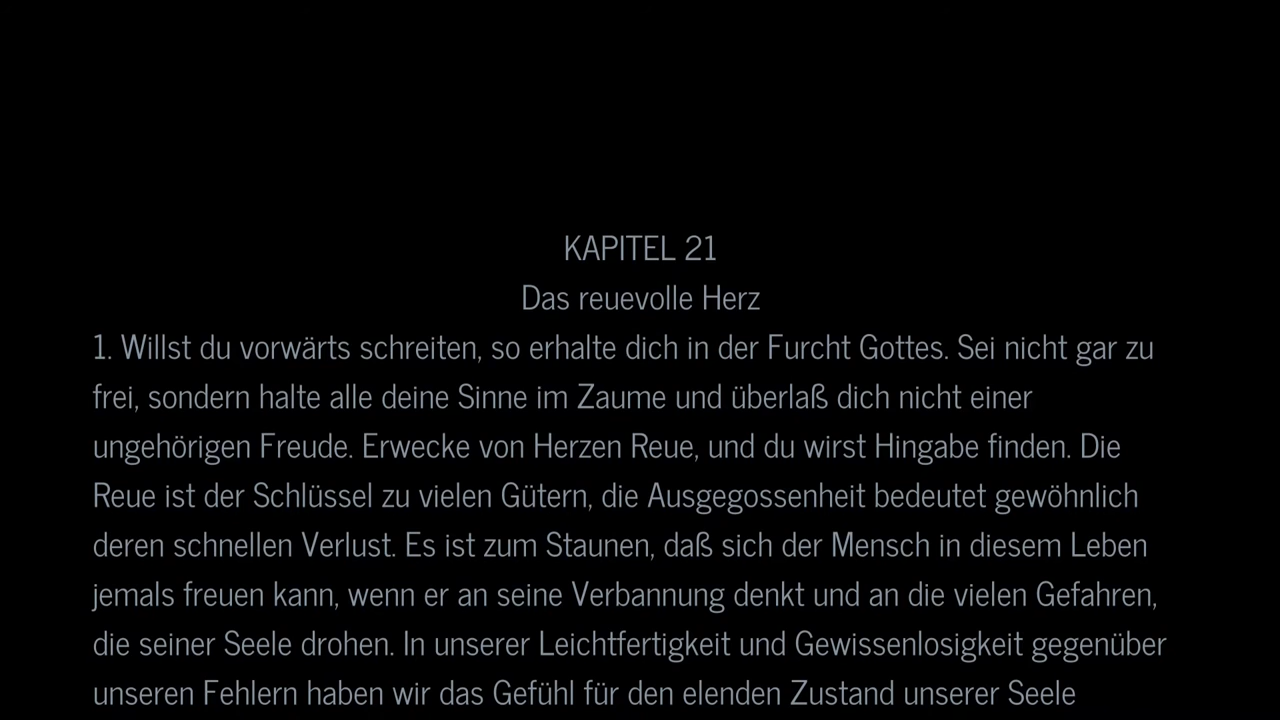 KAPITEL 21
Das reuevolle Herz
1. Willst du vorwärts schreiten, so erhalte dich in der Furcht Gottes. Sei nicht gar zu
frei, sondern halte alle deine Sinne im Zaume und überlaß dich nicht einer
ungehörigen Freude. Erwecke von Herzen Reue, und du wirst Hingabe finden. Die
Reue ist der Schlüssel zu vielen Gütern, die Ausgegossenheit bedeutet gewöhnlich
deren schnellen Verlust. Es ist zum Staunen, daß sich der Mensch in diesem Leben
jemals freuen kann, wenn er an seine Verbannung denkt und an die vielen Gefahren,
die seiner Seele drohen. In unserer Leichtfertigkeit und Gewissenlosigkeit gegenüber
unseren Fehlern haben wir das Gefühl für den elenden Zustand unserer Seele